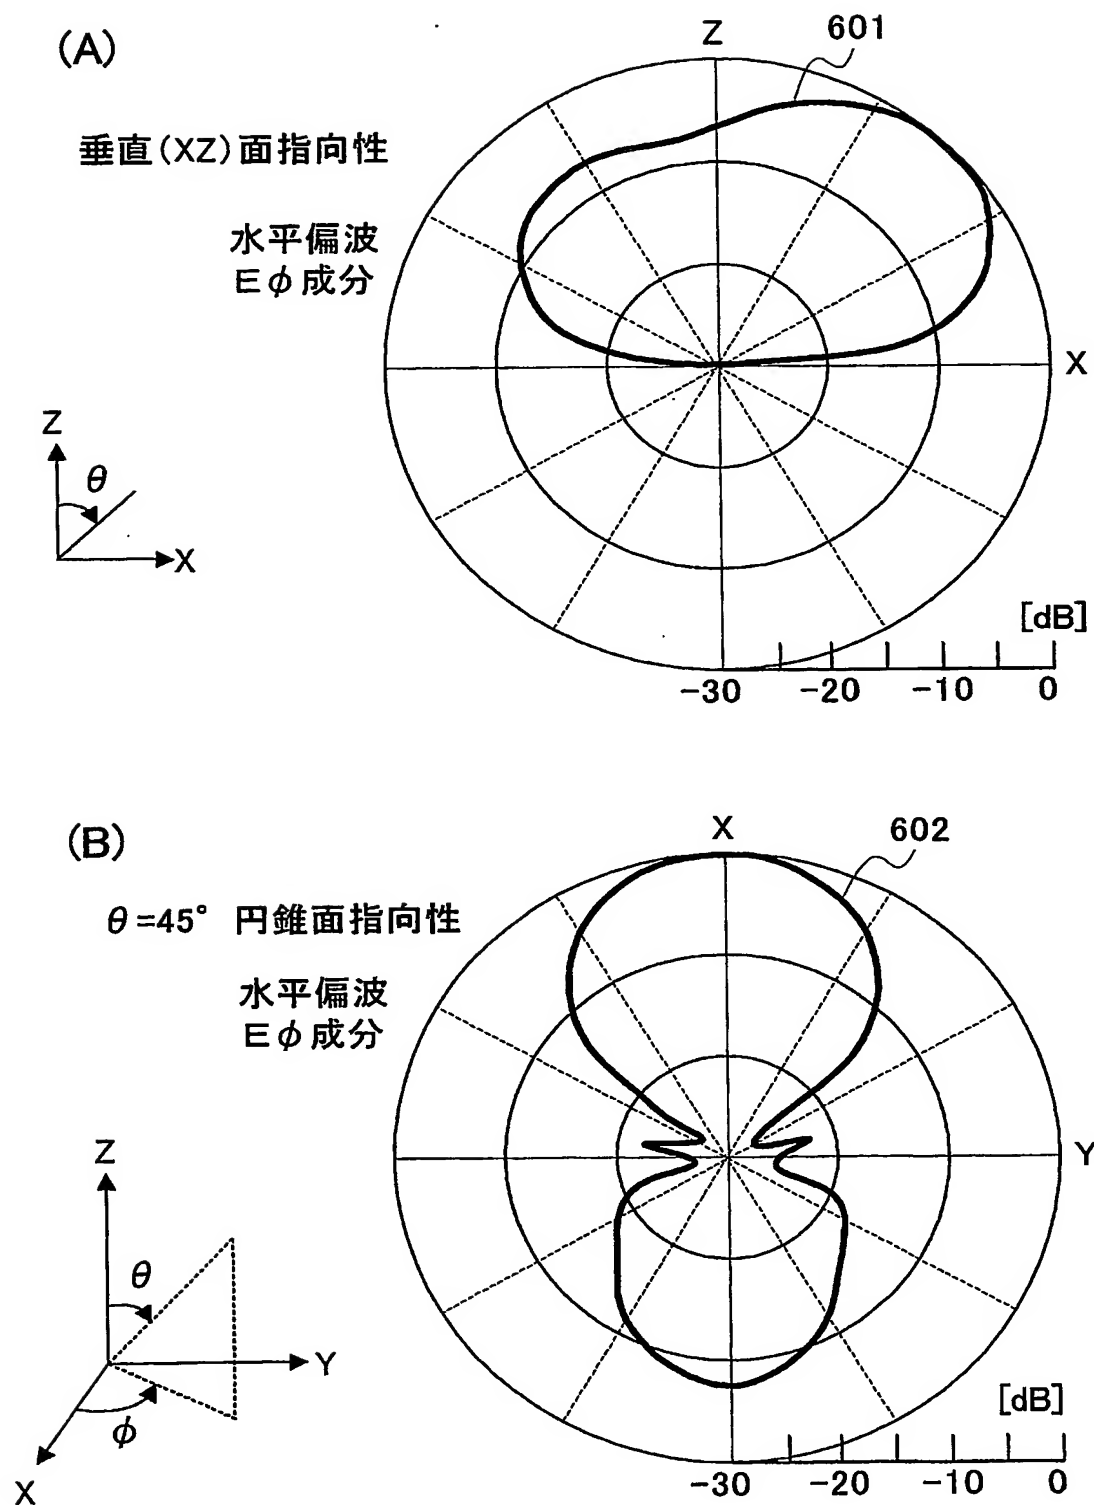 (A)
Z
601
垂直(XZ)面指向性
水平偏波
Eφ成分
X
Z
θ
X
[dB]
-30 -20 -10 0
(B)
X
602
θ=45° 円錐面指向性
水平偏波
Eφ成分
Y
Z
θ
Y
φ
X
[dB]
-30 -20 -10 0